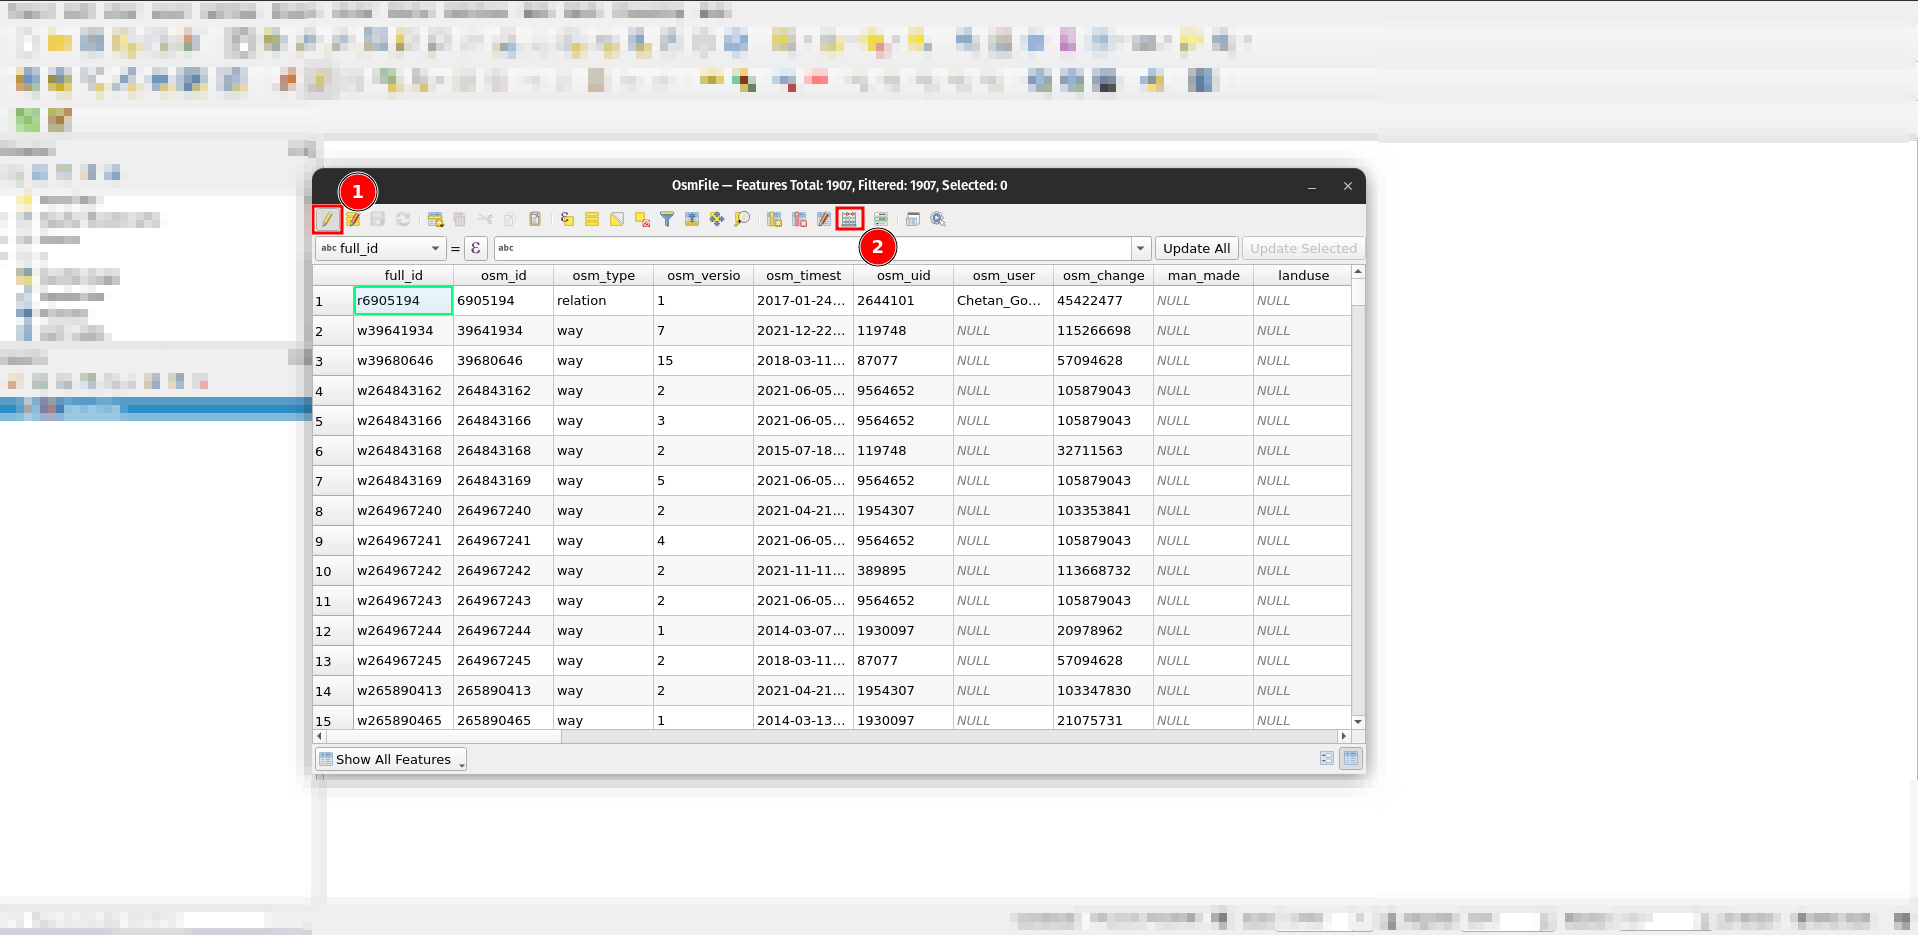 OsmFile — Features Total: 1907, Filtered: 1907, Selected: 0
1
2
abc full_id = ε abc Update All Update Selected
full_id osm_id osm_type osm_versio osm_timest osm_uid osm_user osm_change man_made landuse
1 r6905194 6905194 relation 1 2017-01-24... 2644101 Chetan_Go... 45422477 NULL NULL
2 w39641934 39641934 way 7 2021-12-22... 119748 NULL 115266698 NULL NULL
3 w39680646 39680646 way 15 2018-03-11... 87077 NULL 57094628 NULL NULL
4 w264843162 264843162 way 2 2021-06-05... 9564652 NULL 105879043 NULL NULL
5 w264843166 264843166 way 3 2021-06-05... 9564652 NULL 105879043 NULL NULL
6 w264843168 264843168 way 2 2015-07-18... 119748 NULL 32711563 NULL NULL
7 w264843169 264843169 way 5 2021-06-05... 9564652 NULL 105879043 NULL NULL
8 w264967240 264967240 way 2 2021-04-21... 1954307 NULL 103353841 NULL NULL
9 w264967241 264967241 way 4 2021-06-05... 9564652 NULL 105879043 NULL NULL
10 w264967242 264967242 way 2 2021-11-11... 389895 NULL 113668732 NULL NULL
11 w264967243 264967243 way 2 2021-06-05... 9564652 NULL 105879043 NULL NULL
12 w264967244 264967244 way 1 2014-03-07... 1930097 NULL 20978962 NULL NULL
13 w264967245 264967245 way 2 2018-03-11... 87077 NULL 57094628 NULL NULL
14 w265890413 265890413 way 2 2021-04-21... 1954307 NULL 103347830 NULL NULL
15 w265890465 265890465 way 1 2014-03-13... 1930097 NULL 21075731 NULL NULL
Show All Features